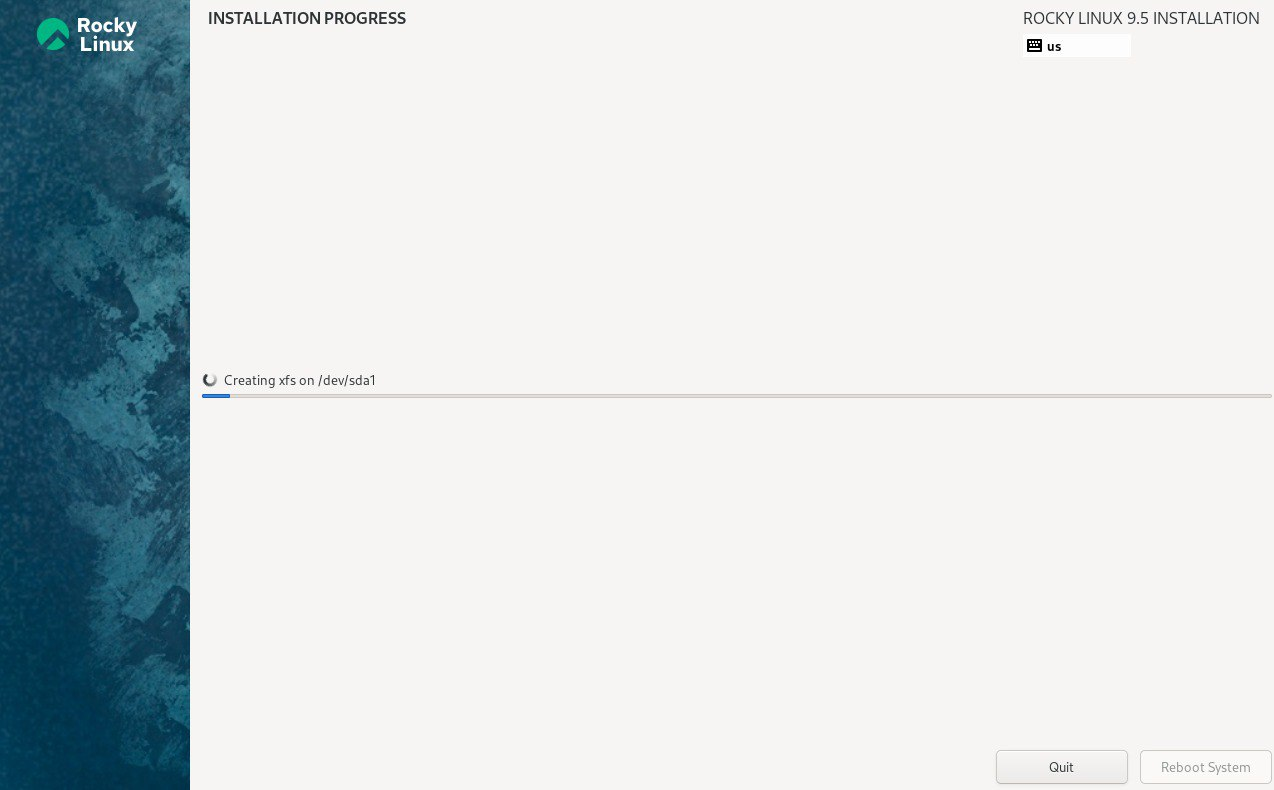 Rocky
Linux
INSTALLATION PROGRESS
ROCKY LINUX 9.5 INSTALLATION
us
Creating xfs on /dev/sda1
Quit
Reboot System